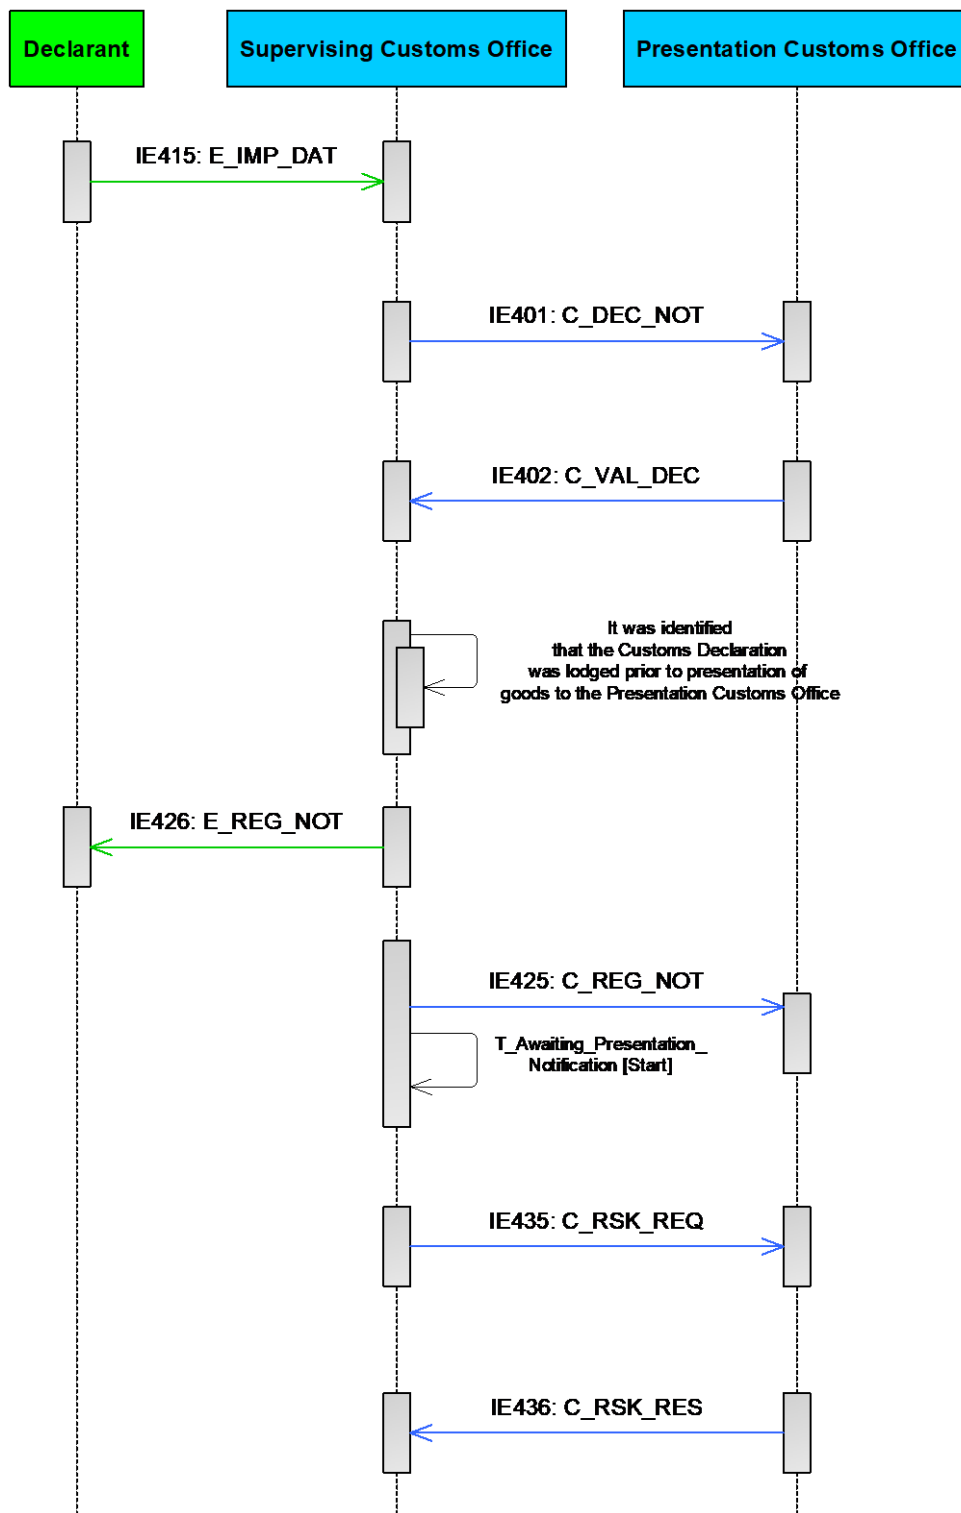 Declarant
Supervising Customs Office
Presentation Customs Office
IE415: E_IMP_DAT
IE401: C_DEC_NOT
IE402: C_VAL_DEC
It was identified
that the Customs Declaration
was lodged prior to presentation of
goods to the Presentation Customs Office
IE426: E_REG_NOT
IE425: C_REG_NOT
T_Awaiting_Presentation_
Notification [Start]
IE435: C_RSK_REQ
IE436: C_RSK_RES